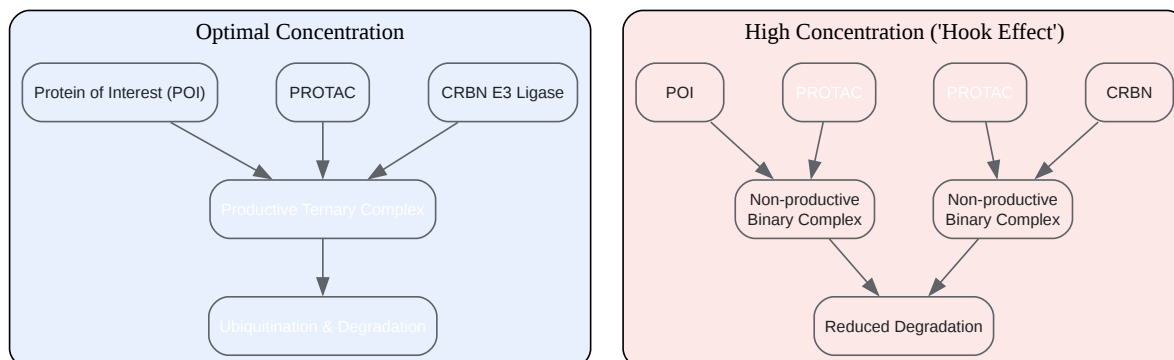 Optimal Concentration
Protein of Interest (POI)
PROTAC
CRBN E3 Ligase
Productive Ternary Complex
Ubiquitination & Degradation
High Concentration ('Hook Effect')
POI
PROTAC
PROTAC
CRBN
Non-productive
Binary Complex
Non-productive
Binary Complex
Reduced Degradation